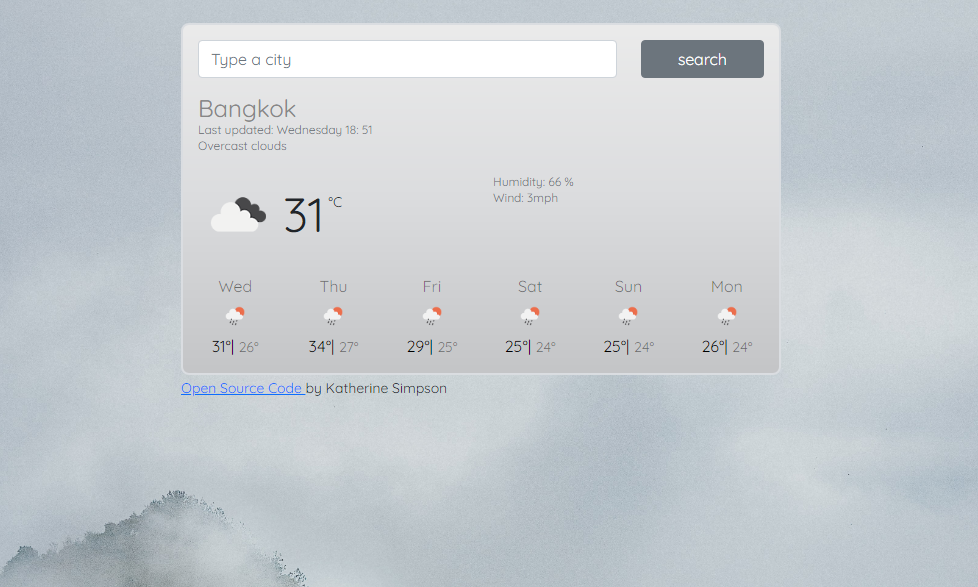 Type a city
search
Bangkok
Last updated: Wednesday 18: 51
Overcast clouds
Humidity: 66 %
Wind: 3mph
31 °C
Wed Thu Fri Sat Sun Mon
31°| 26° 34°| 27° 29°| 25° 25°| 24° 25°| 24° 26°| 24°
Open Source Code by Katherine Simpson